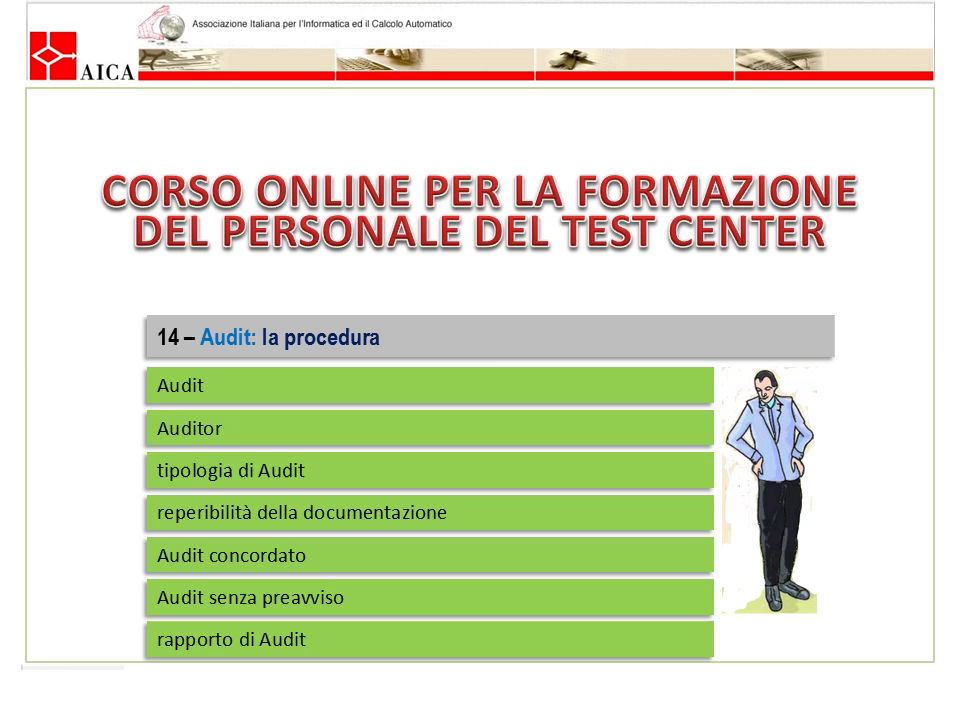 Associazione Italiana per l'Informatica ed il Calcolo Automatico
AICA
CORSO ONLINE PER LA FORMAZIONE
DEL PERSONALE DEL TEST CENTER
14 – Audit: la procedura
Audit
Auditor
tipologia di Audit
reperibilità della documentazione
Audit concordato
Audit senza preavviso
rapporto di Audit